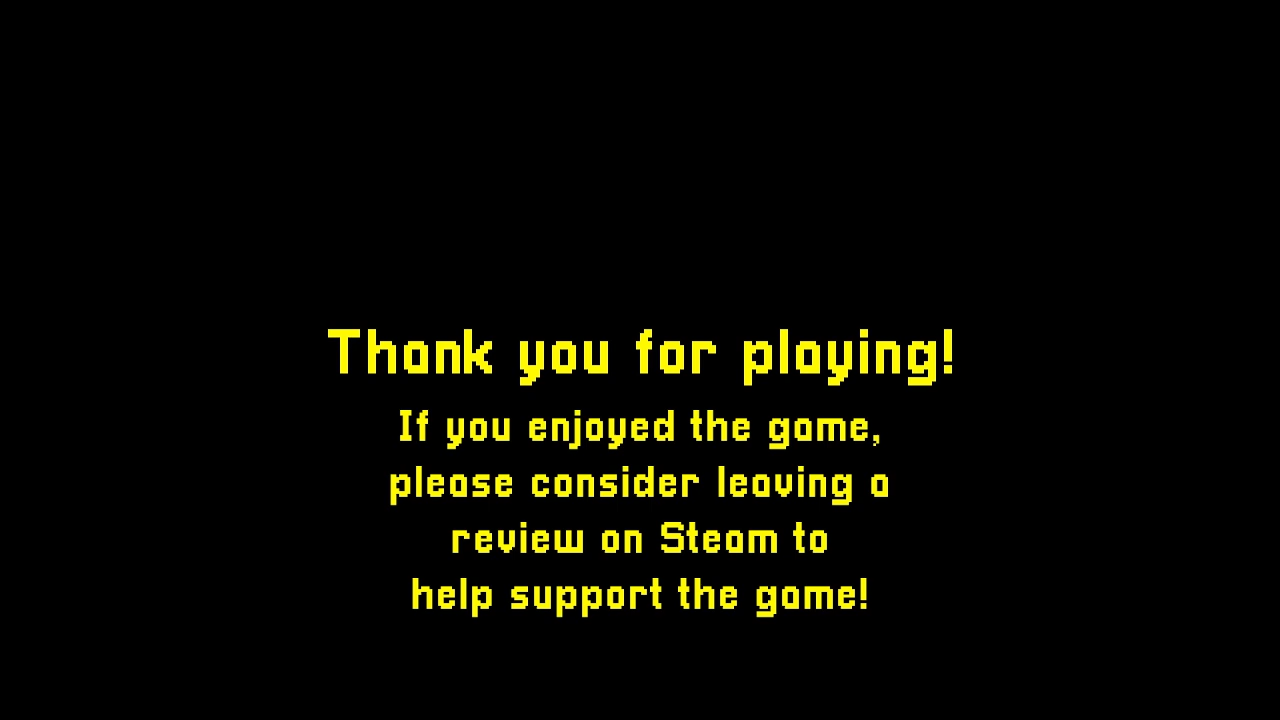 Thank you for playing!
If you enjoyed the game,
please consider leaving a
review on Steam to
help support the game!